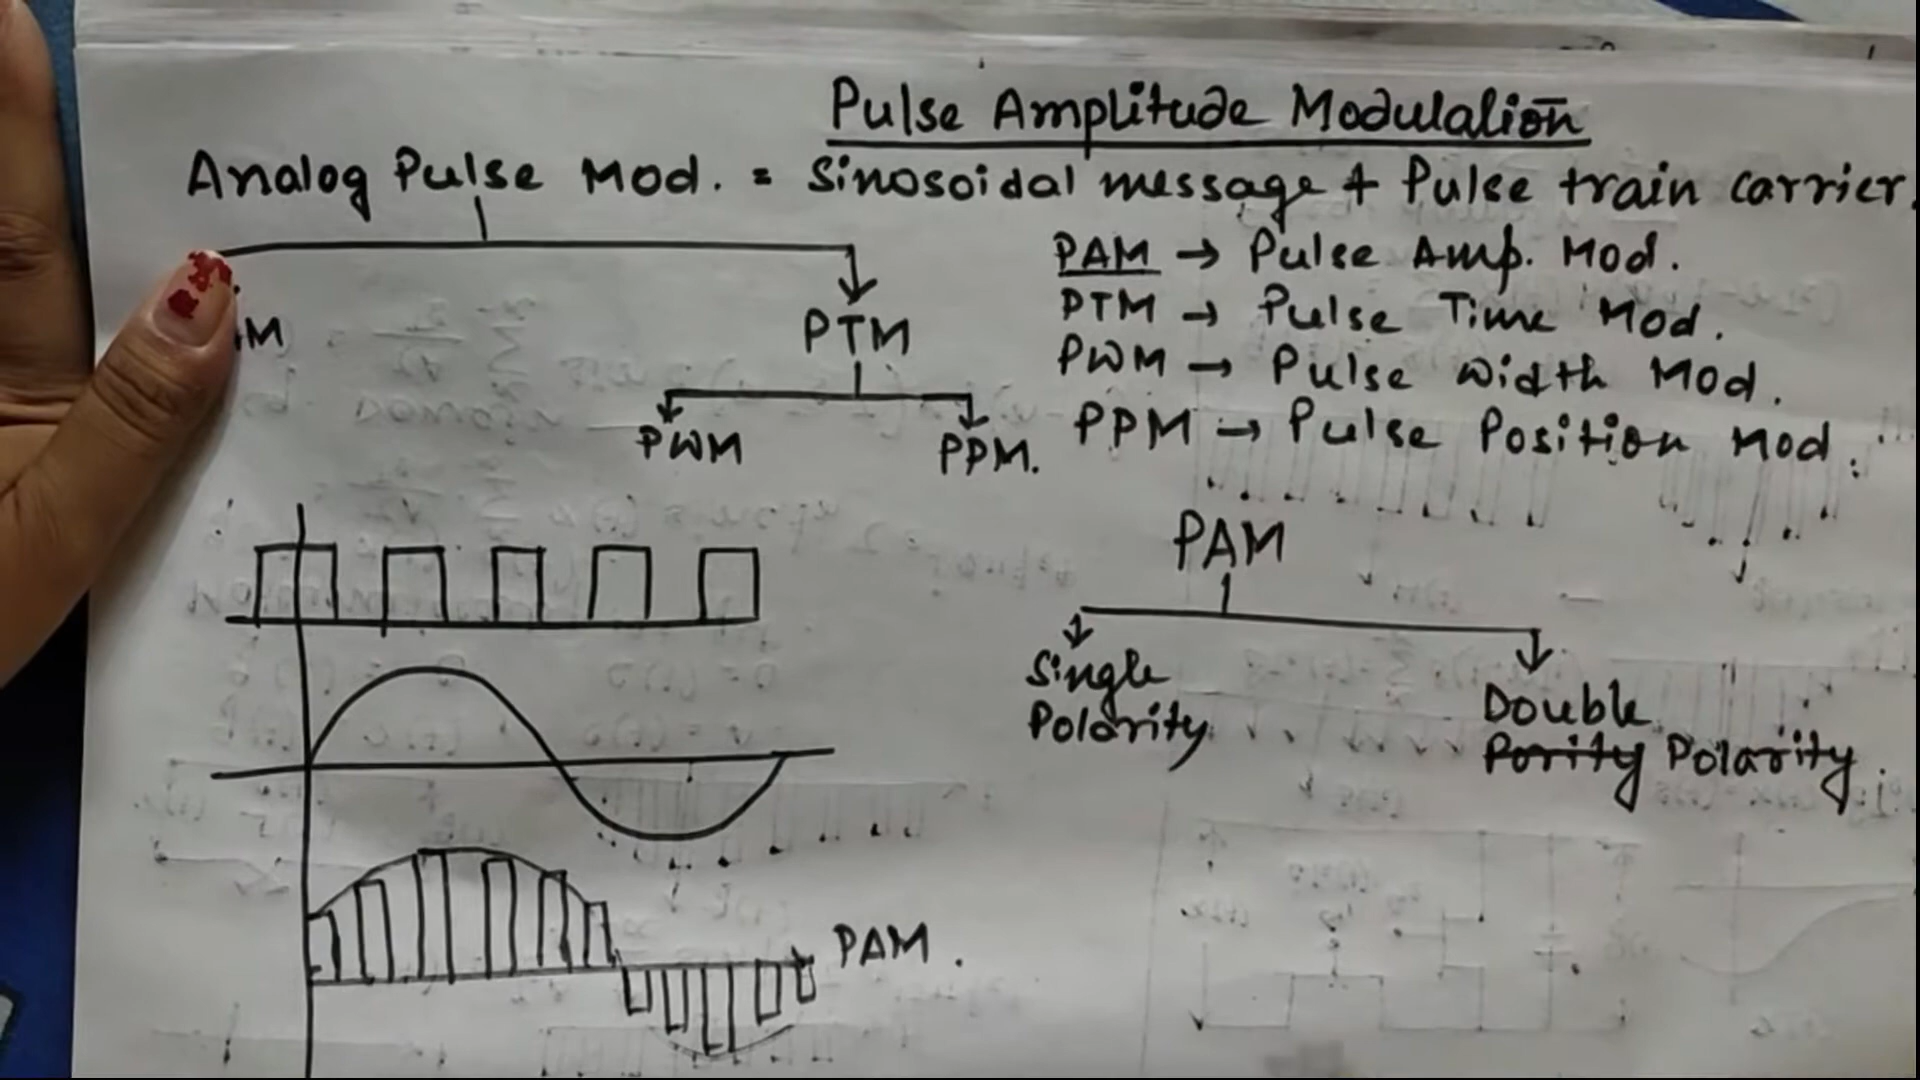 Pulse Amplitude Modulation
Analog Pulse Mod. = Sinosoidal message + Pulse train carrier.
PAM → Pulse Amp. Mod.
PTM → Pulse Time Mod.
PWM → Pulse Width Mod.
PPM → Pulse Position Mod.
PTM
PWM
PPM.
PAM
Single
Polarity
Double
Pority Polarity.
PAM.